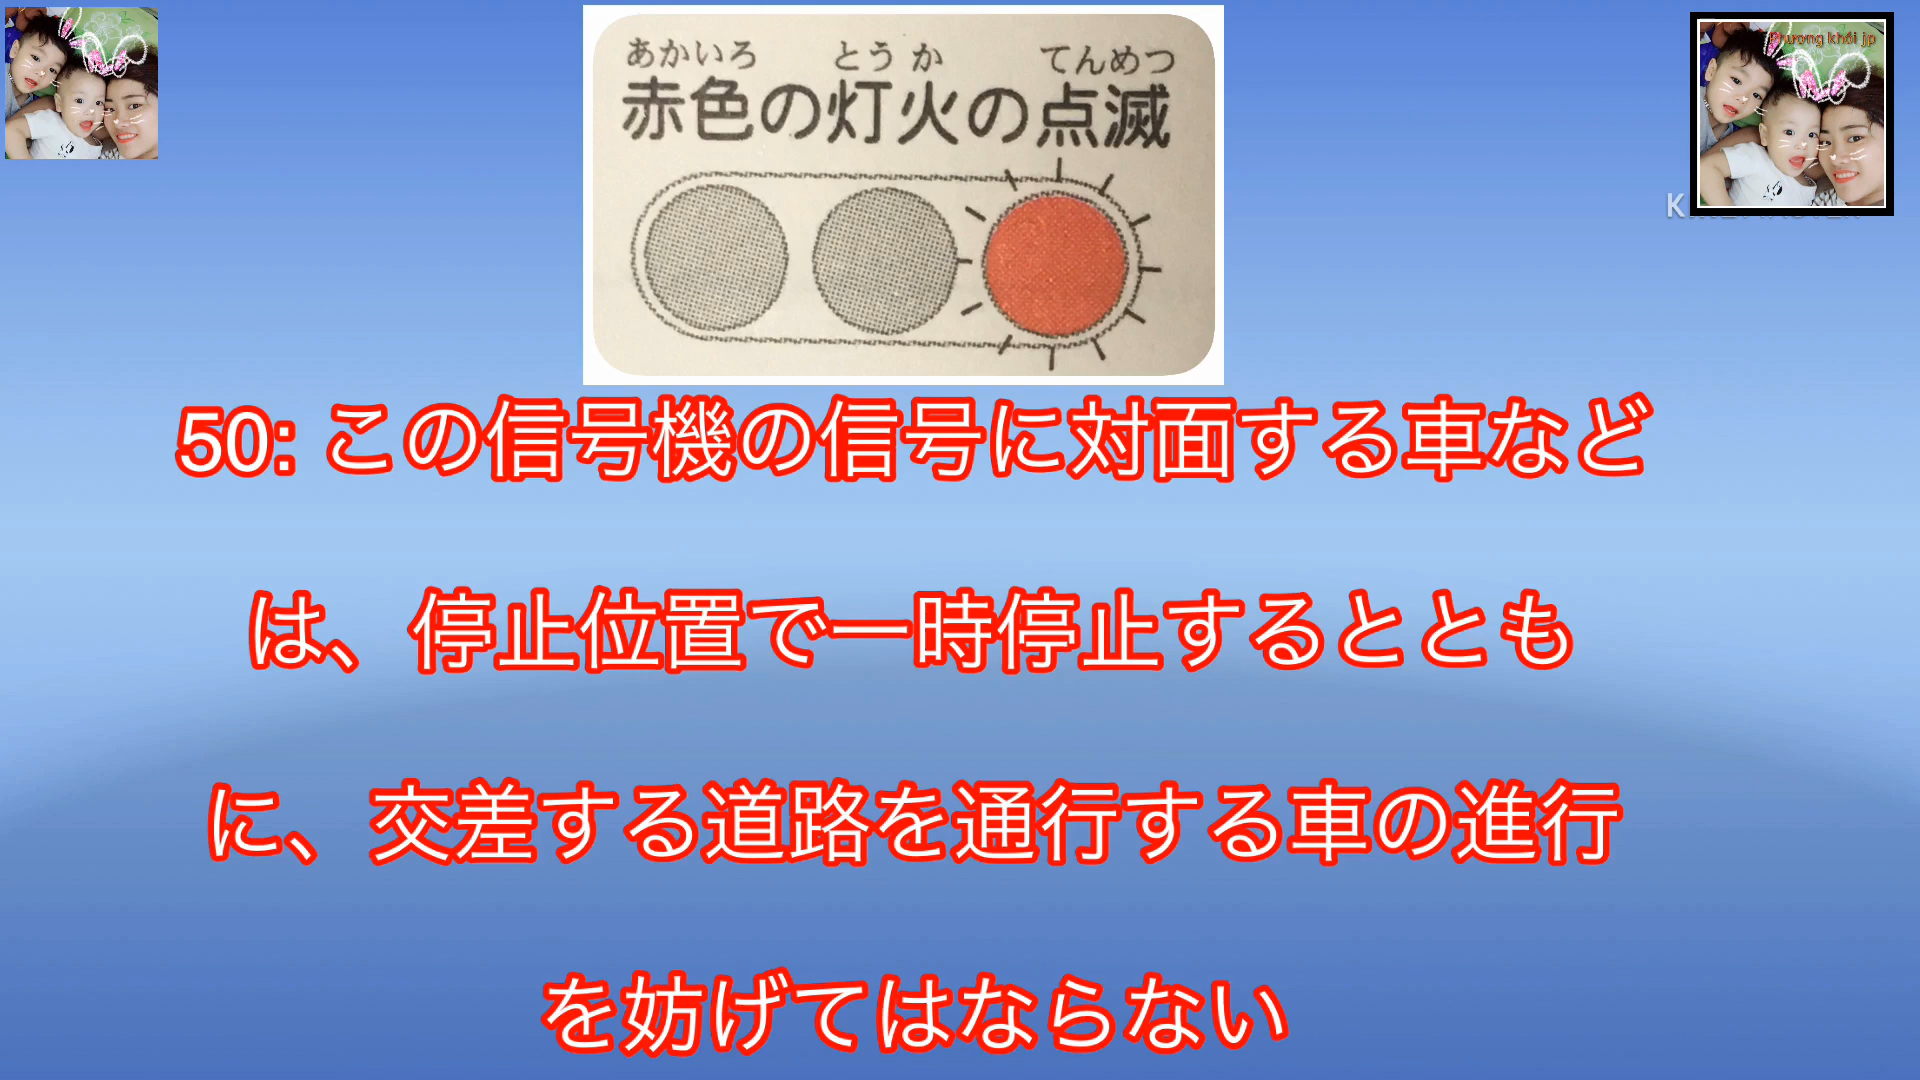 Phương khôi jp
あかいろ とうか てんめつ
赤色の灯火の点滅
50: この信号機の信号に対面する車など
は、停止位置で一時停止するととも
に、交差する道路を通行する車の進行
を妨げてはならない